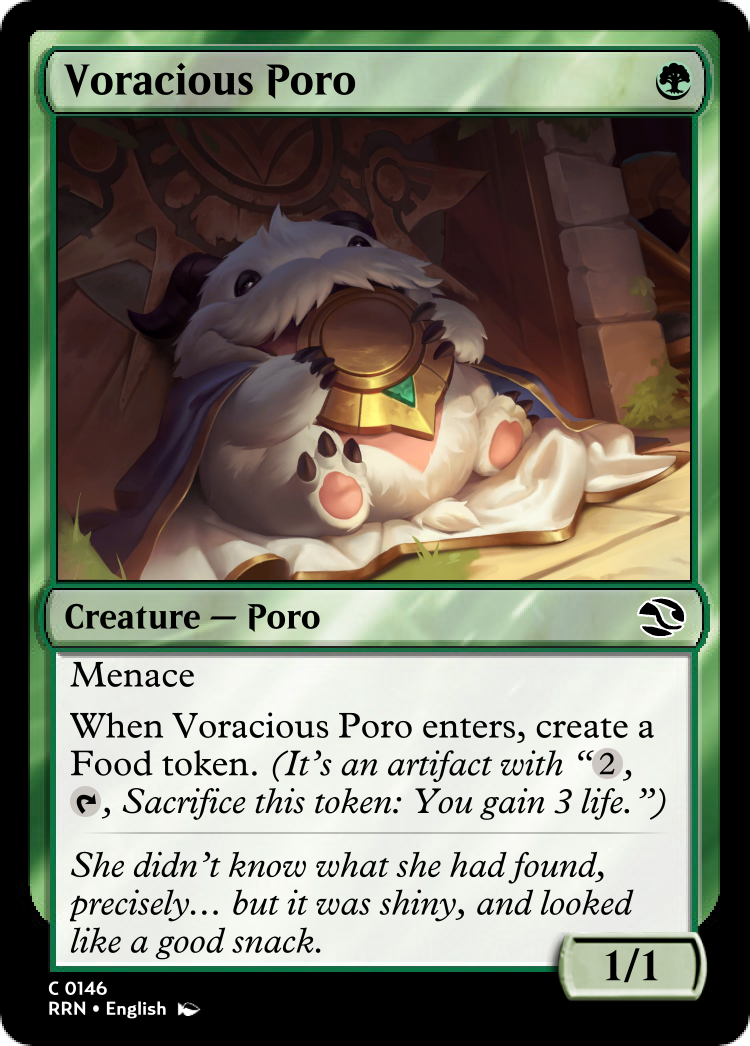 Voracious Poro
Creature — Poro
Menace
When Voracious Poro enters, create a
Food token. (It's an artifact with “2,
, Sacrifice this token: You gain 3 life.”)
She didn't know what she had found,
precisely... but it was shiny, and looked
like a good snack.
1/1
C 0146
RRN • English